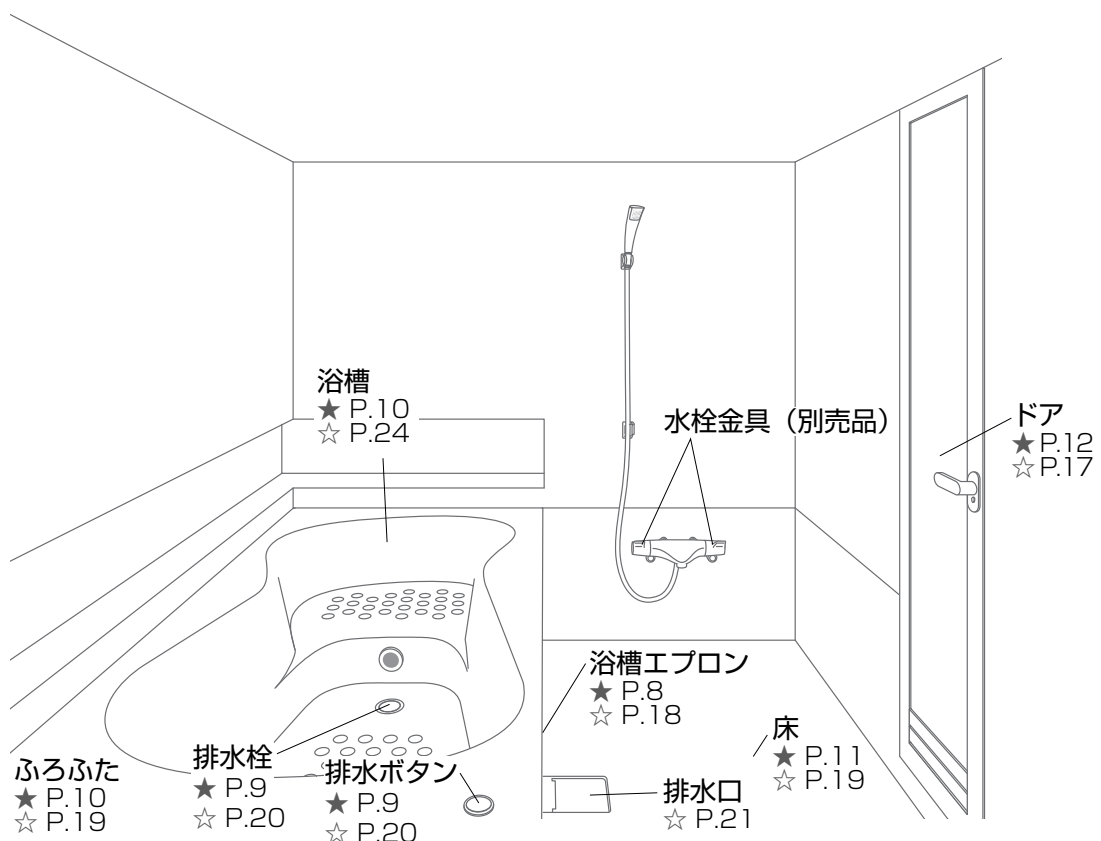 浴槽
★ P.10
☆ P.24
水栓金具（別売品）
ドア
★ P.12
☆ P.17
浴槽エプロン
★ P.8
☆ P.18
床
★ P.11
☆ P.19
排水口
☆ P.21
ふろふた
★ P.10
☆ P.19
排水栓
★ P.9
☆ P.20
排水ボタン
★ P.9
☆ P.20